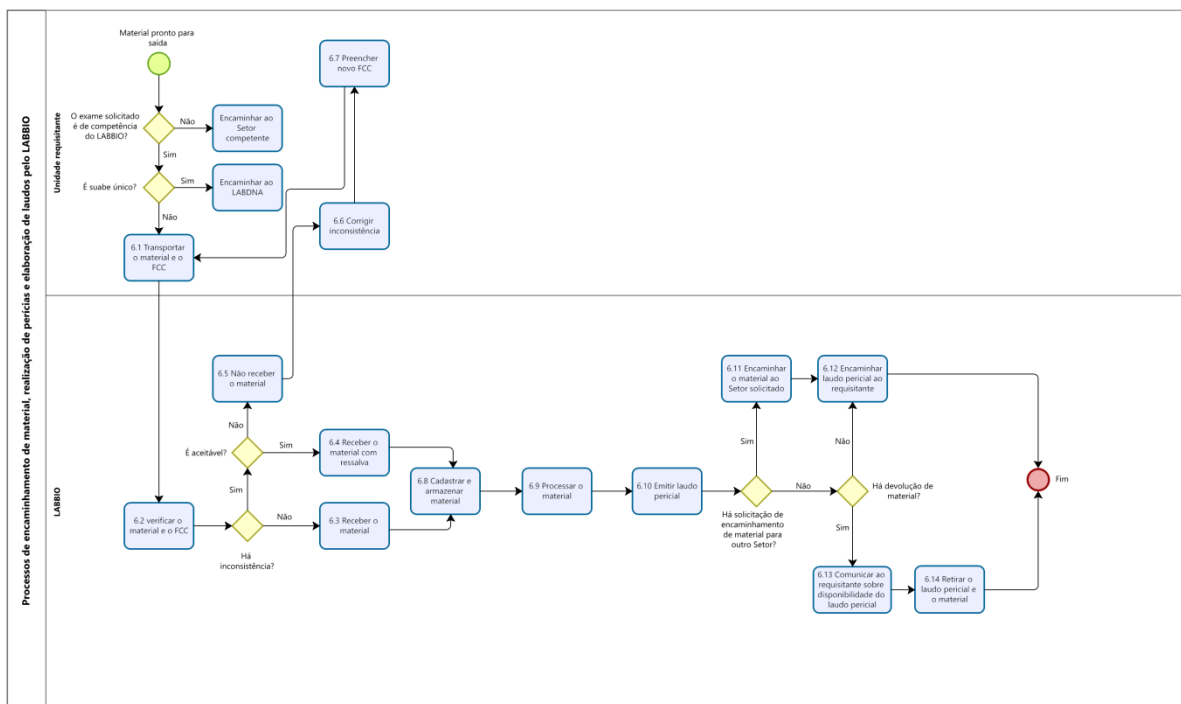 Processos de encaminhamento de material, realização de perícias e elaboração de laudos pelo LABBIO
Unidade requisitante
Material pronto para
saída
O exame solicitado
é de competência
do LABBIO?
Não
Encaminhar ao
Setor
competente
Sim
É suabe único?
Sim
Encaminhar ao
LABDNA
Não
6.1 Transportar
o material e o
FCC
6.7 Preencher
novo FCC
6.6 Corrigir
inconsistência
LABBIO
6.2 verificar o
material e o FCC
Há
inconsistência?
Sim
Não
É aceitável?
Não
Sim
6.5 Não receber
o material
6.4 Receber o
material com
ressalva
6.3 Receber o
material
6.8 Cadastrar e
armazenar
material
6.9 Processar o
material
6.10 Emitir laudo
pericial
Há solicitação de
encaminhamento
de material para
outro Setor?
Sim
Não
6.11 Encaminhar
o material ao
Setor solicitado
6.12 Encaminhar
laudo pericial ao
requisitante
Não
Há devolução de
material?
Sim
6.13 Comunicar ao
requisitante sobre
disponibilidade do
laudo pericial
6.14 Retirar o
laudo pericial e
o material
Fim